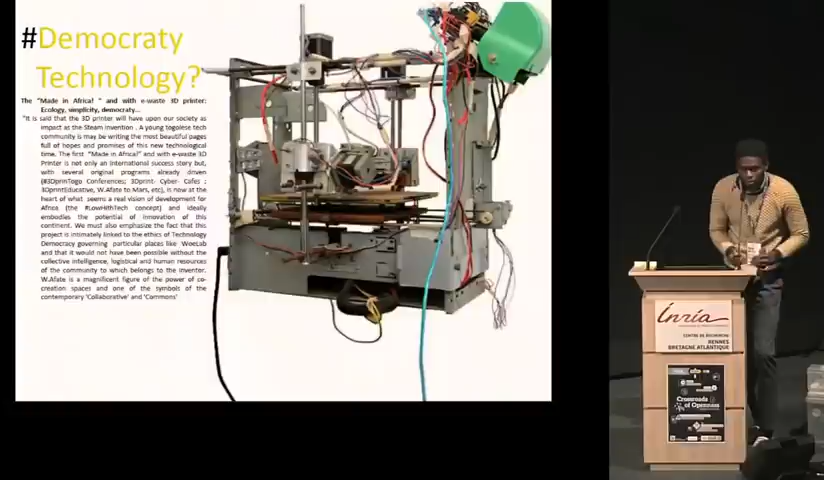 #Democraty
Technology?
The "Made in Africa! " and with e-waste 3D printer:
Ecology, simplicity, democraty...
"It is said that the 3D printer will have upon our society as
impact as the Steam Invention . A young togolese tech
community is may be writing the most beautiful pages
full of hopes and promises of this new technological
time. The first "Made in Africa!" and with e-waste 3D
Printer is not only an international success story but,
with several original programs already driven
(#3DprinTogo Conferences; 3Dprint- Cyber- Cafes ;
3Dprint(Educative, W.Afate to Mars, etc), is now at the
heart of what seems a real vision of development for
Africa (the #LowHithTech concept) and ideally
embodies the potential of innovation of this
continent. We must also emphasize the fact that this
project is intimately linked to the ethics of Technology
Democracy governing particular places like WoeLab
and that it would not have been possible without the
collective intelligence, logistical and human resources
of the community to which belongs to the inventor.
W.Afate is a magnificent figure of the power of co-
creation spaces and one of the symbols of the
contemporary 'Collaborative' and 'Commons'
Inria
CENTRE DE RECHERCHE
RENNES
BRETAGNE ATLANTIQUE
Crossroads
of Openness